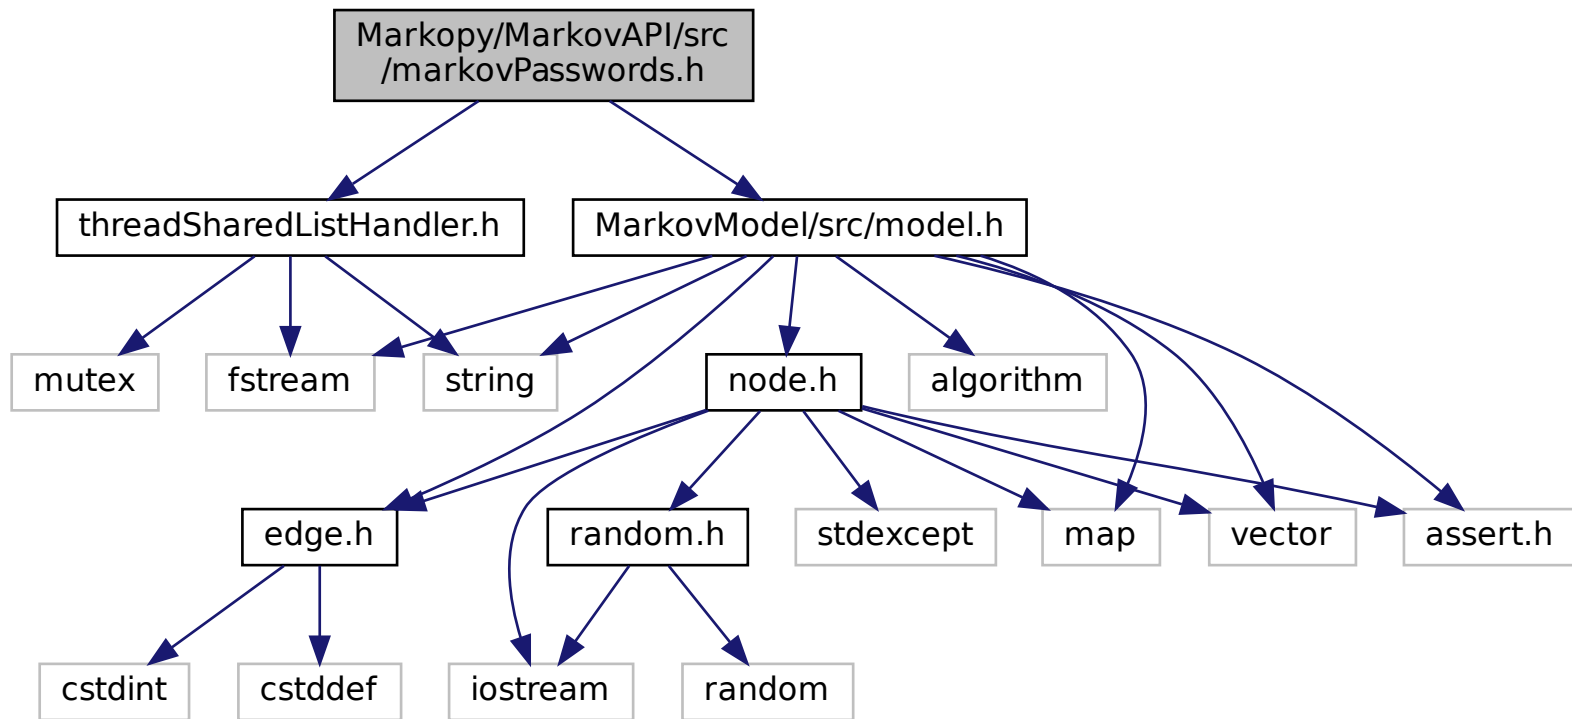 Markopy/MarkovAPI/src
/markovPasswords.h
threadSharedListHandler.h
MarkovModel/src/model.h
mutex
fstream
string
node.h
algorithm
edge.h
random.h
stdexcept
map
vector
assert.h
cstdint
cstddef
iostream
random